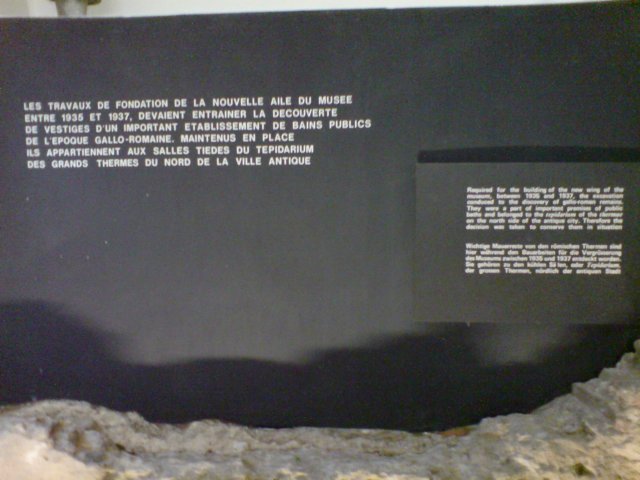 LES TRAVAUX DE FONDATION DE LA NOUVELLE AILE DU MUSEE
ENTRE 1935 ET 1937, DEVAIENT ENTRAINER LA DECOUVERTE
DE VESTIGES D'UN IMPORTANT ETABLISSEMENT DE BAINS PUBLICS
DE L'EPOQUE GALLO-ROMAINE. MAINTENUS EN PLACE
ILS APPARTIENNENT AUX SALLES TIEDES DU TEPIDARIUM
DES GRANDS THERMES DU NORD DE LA VILLE ANTIQUE
Required for the building of the new wing of the
museum, between 1935 and 1937, the excavation
conduced to the discovery of gallo-roman remains.
They were a part of important premises of public
baths and belonged to the tepidarium of the
on the north side of the antique city. Therefore the
decision was taken to conserve them in situation
Wichtige Mauerreste von den römischen Thermen sind
hier während den Bauarbeiten für die Vergrösserung
des Museums zwischen 1935 und 1937 entdeckt worden.
Sie gehören zu den kühlen oder Tepidarium,
der grossen Thermen, nördlich der antiquen Stadt